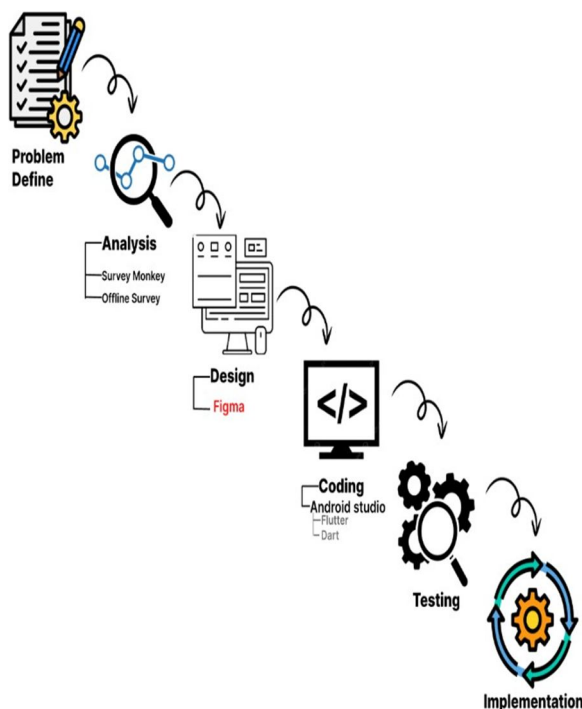 Problem
Define
Analysis
Survey Monkey
Offline Survey
Design
Figma
</>
Coding
Android studio
Flutter
Dart
Testing
Implementation